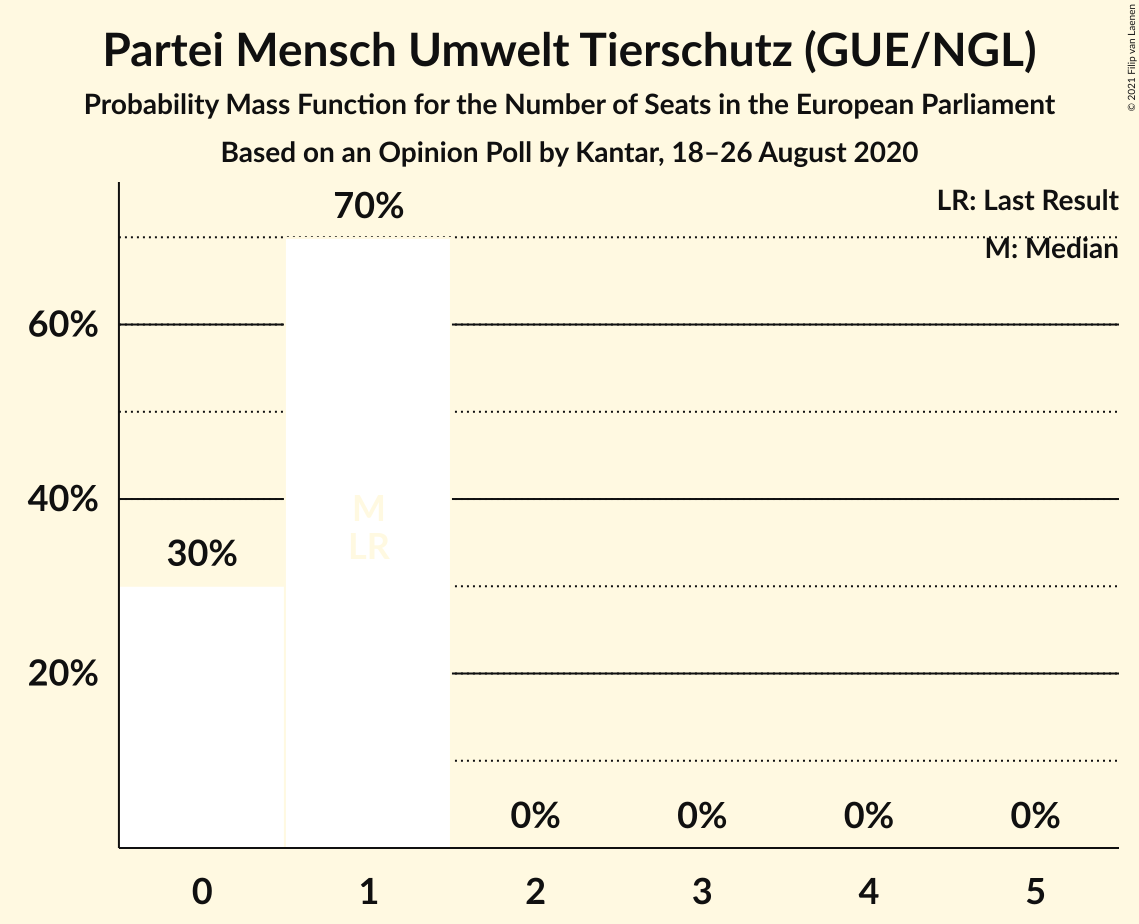 Partei Mensch Umwelt Tierschutz (GUE/NGL)
Probability Mass Function for the Number of Seats in the European Parliament
Based on an Opinion Poll by Kantar, 18–26 August 2020
© 2021 Filip van Laenen
LR: Last Result
M: Median
70%
60%
40%
M
LR
30%
20%
0% 0% 0% 0%
0 1 2 3 4 5